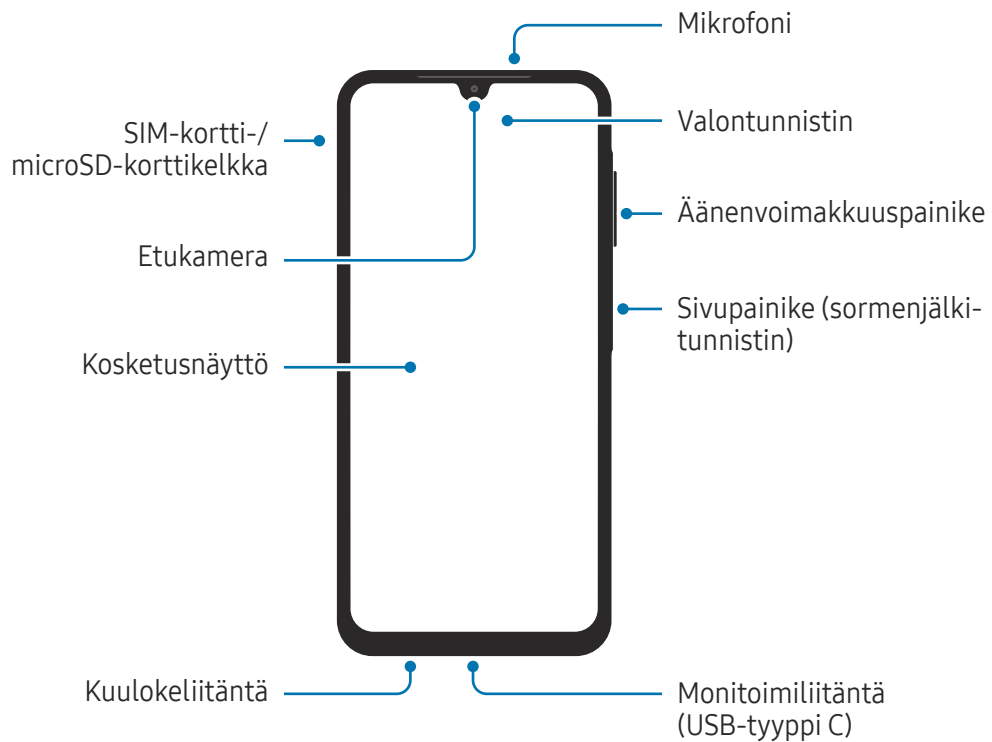 Mikrofoni
SIM-kortti-/
microSD-korttikelkka
Valontunnistin
Äänenvoimakkuuspainike
Etukamera
Sivupainike (sormenjälki-
tunnistin)
Kosketusnäyttö
Kuulokeliitäntä
Monitoimiliitäntä
(USB-tyyppi C)